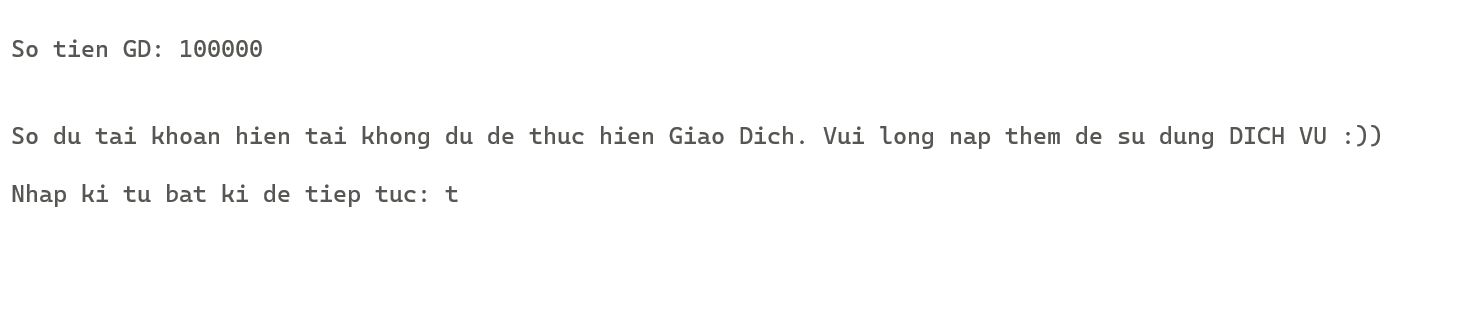 So tien GD: 100000
So du tai khoan hien tai khong du de thuc hien Giao Dich. Vui long nap them de su dung DICH VU :))
Nhap ki tu bat ki de tiep tuc: t